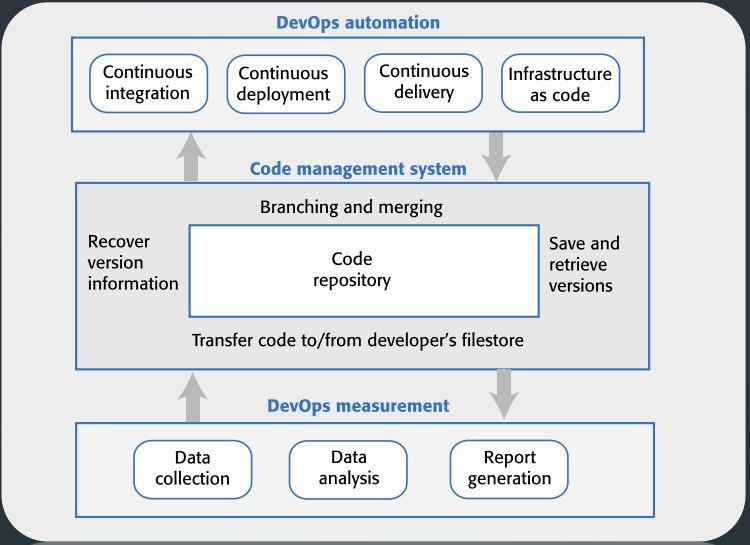 DevOps automation
Continuous
integration
Continuous
deployment
Continuous
delivery
Infrastructure
as code
Code management system
Branching and merging
Recover
version
information
Code
repository
Save and
retrieve
versions
Transfer code to/from developer’s filestore
DevOps measurement
Data
collection
Data
analysis
Report
generation